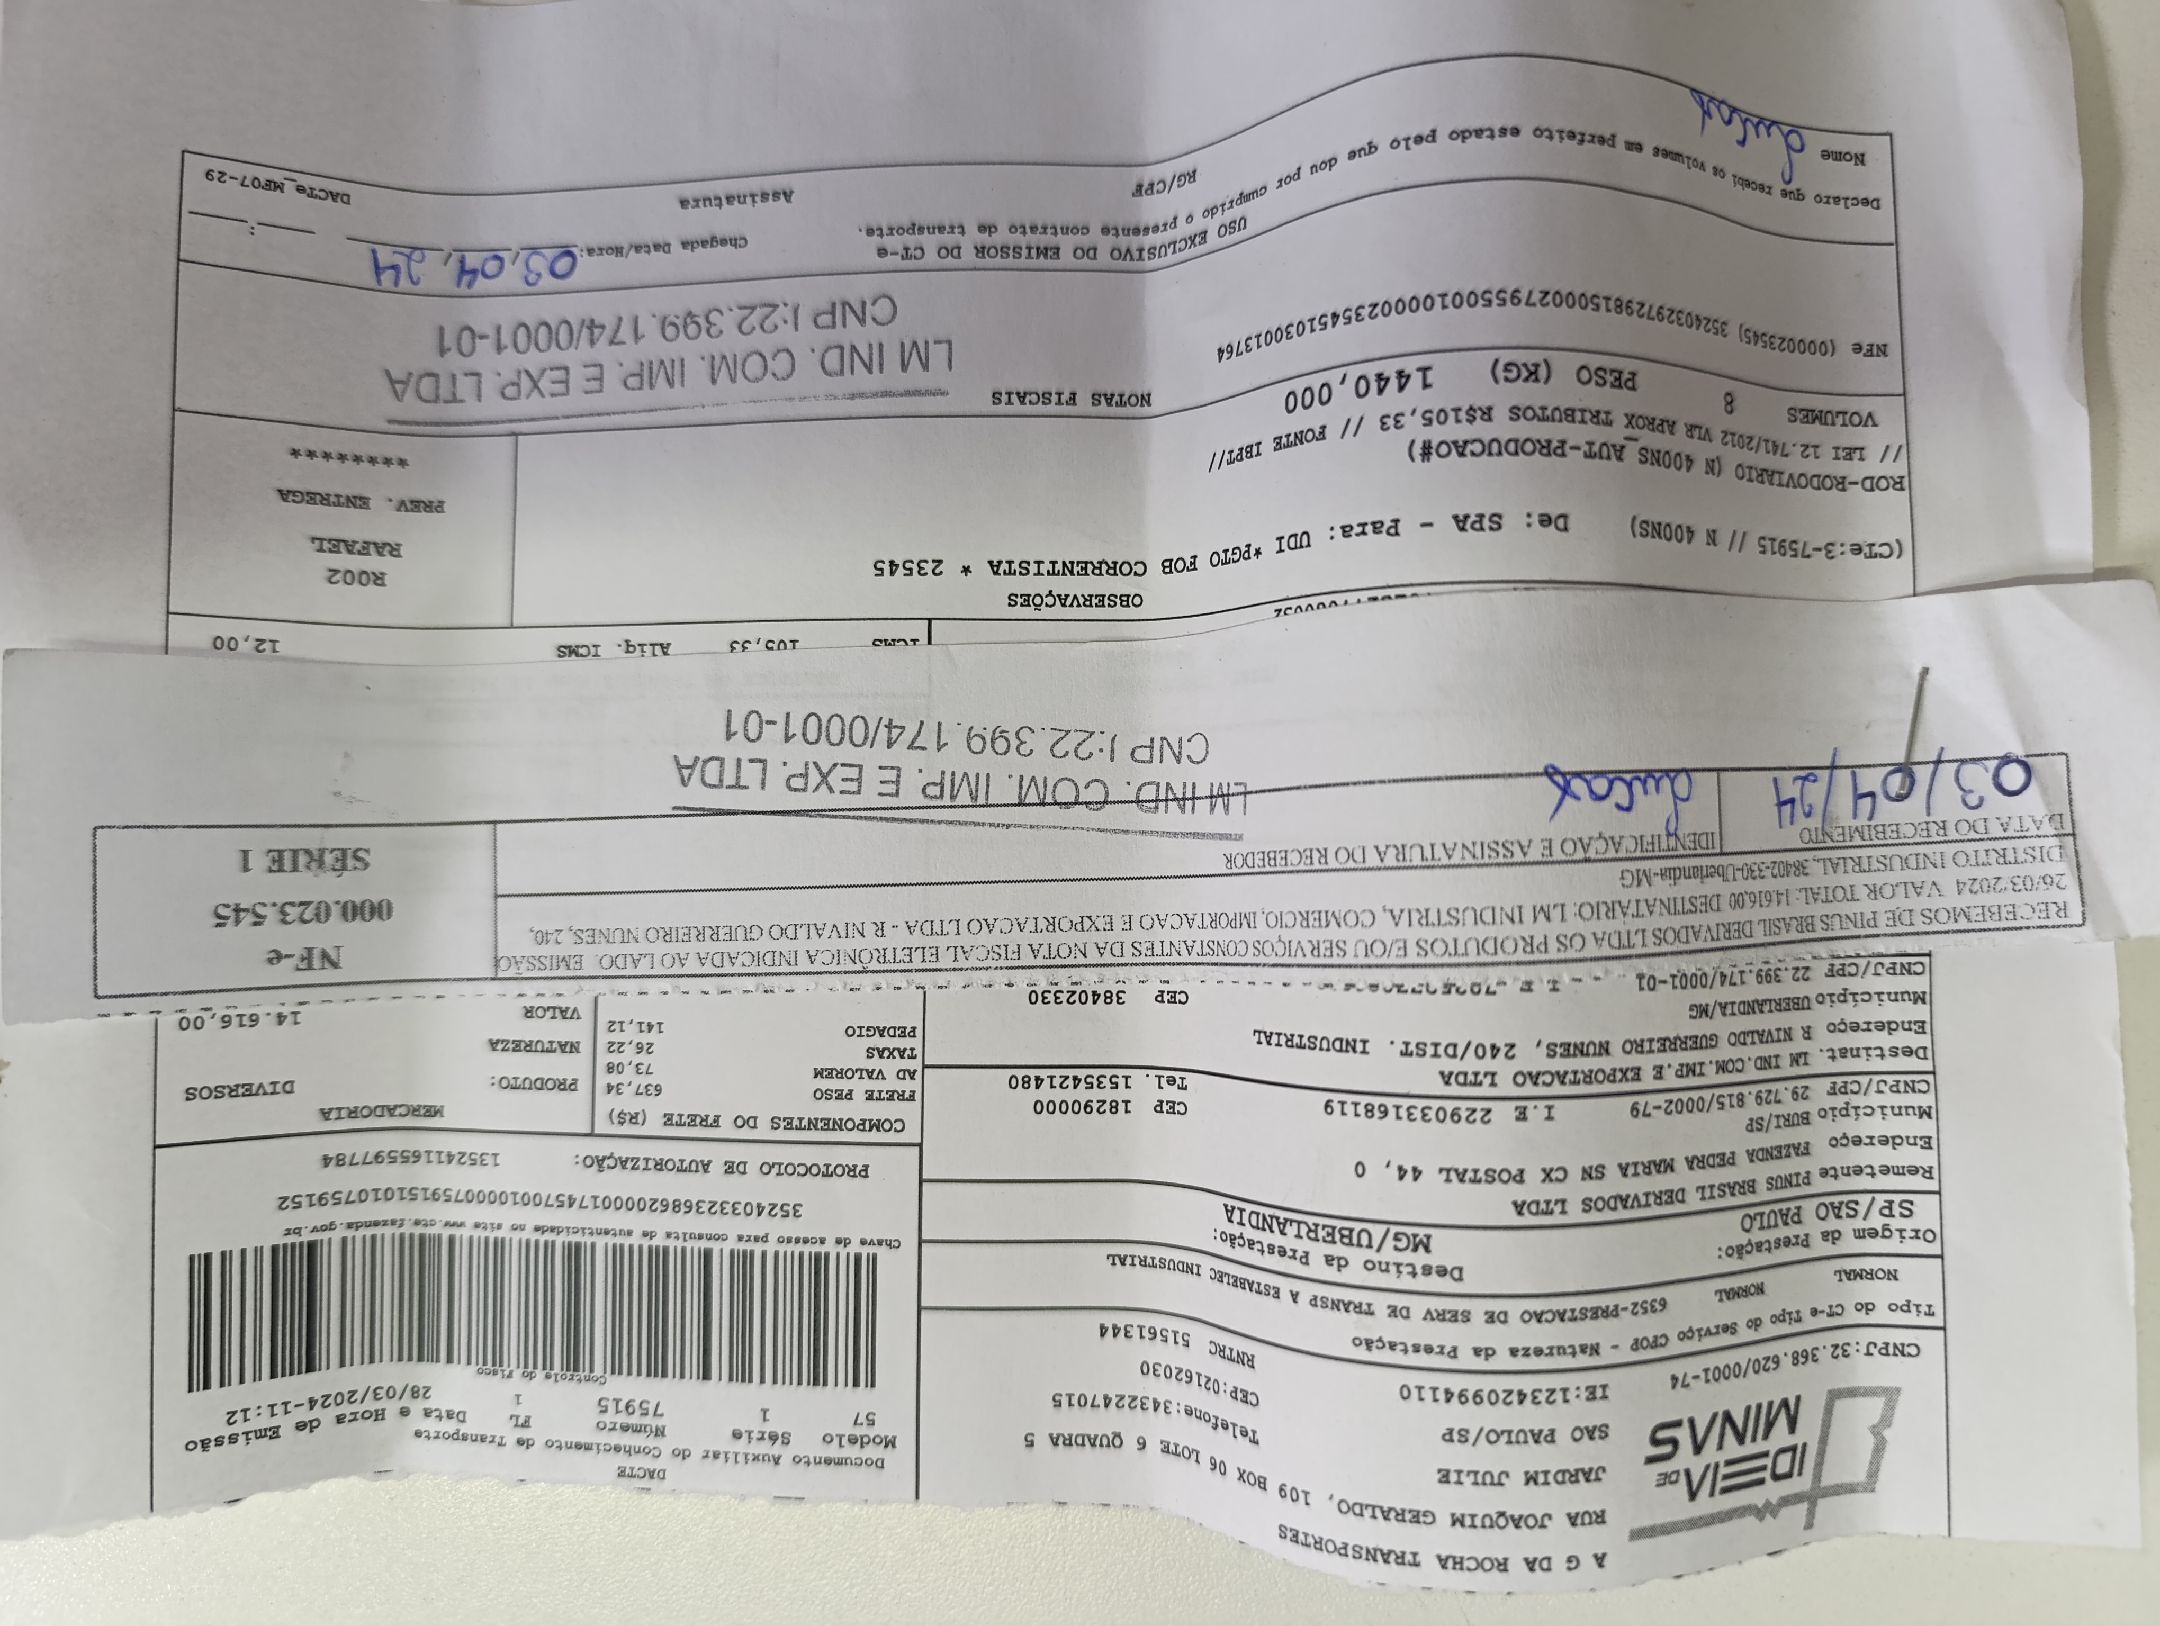 A G DA ROCHA TRANSPORTES
RUA JOAQUIM GERALDO, 109 BOX 06 LOTE 6 QUADRA 5
JARDIM JULIE
SAO PAULO/SP
IE:123420994110
Telefone:3432247015
CEP:02162030
RNTRC 51561344
IDEIA DE
MINAS
CNPJ:32.368.620/0001-74
DACTE
Documento Auxiliar do Conhecimento de Transporte
Modelo Série Número FL Data e Hora de Emissão
57 1 75915 1 28/03/2024-11:12
Controle do Fisco
Chave de acesso para consulta de autenticidade no site www.cte.fazenda.gov.br
35240332368620000174570010000759151010759152
PROTOCOLO DE AUTORIZAÇÃO: 135241165597784
Tipo do CT-e Tipo do Serviço CFOP - Natureza da Prestação
NORMAL NORMAL 6352-PRESTACAO DE SERV DE TRANSP A ESTABELEC INDUSTRIAL
Origem da Prestação: Destino da Prestação:
SP/SAO PAULO MG/UBERLANDIA
Remetente PINUS BRASIL DERIVADOS LTDA
Endereço FAZENDA PEDRA MARIA SN CX POSTAL 44, 0
Município BURI/SP CEP 18290000
CNPJ/CPF 29.729.815/0002-79 I.E 229033168119 Tel. 1535421480
Destinat. LM IND.COM.IMP.E EXPORTACAO LTDA
Endereço R NIVALDO GUERREIRO NUNES, 240/DIST. INDUSTRIAL
Município UBERLANDIA/MG CEP 38402330
CNPJ/CPF 22.399.174/0001-01
COMPONENTES DO FRETE (R$) MERCADORIA
FRETE PESO 637,34 PRODUTO: DIVERSOS
AD VALOREM 73,08
TAXAS 26,22 NATUREZA
PEDAGIO 141,12 VALOR 14.616,00
RECEBEMOS DE PINUS BRASIL DERIVADOS LTDA OS PRODUTOS E/OU SERVIÇOS CONSTANTES DA NOTA FISCAL ELETRÔNICA INDICADA AO LADO. EMISSÃO:
26/03/2024 VALOR TOTAL: 14.616,00 DESTINATÁRIO: LM INDUSTRIA, COMERCIO, IMPORTACAO E EXPORTACAO LTDA - R NIVALDO GUERREIRO NUNES, 240,
DISTRITO INDUSTRIAL, 38402-330-Uberlandia-MG
DATA DO RECEBIMENTO IDENTIFICAÇÃO E ASSINATURA DO RECEBEDOR
03/04/24 Lucas
NF-e
000.023.545
SÉRIE 1
LM IND. COM. IMP. E EXP. LTDA
CNPJ:22.399.174/0001-01
ICMS 105,33 Aliq. ICMS 12,00
OBSERVAÇÕES
(CTe:3-75915 // N 400NS) De: SPA - Para: UDI *PGTO FOB CORRENTISTA * 23545
ROD-RODOVIARIO (N 400NS_AUT-PRODUCAO#)
// LEI 12.741/2012 VLR APROX TRIBUTOS R$105,33 // FONTE IBPT//
VOLUMES 8 PESO (KG) 1440,000
R002
RAFAEL
PREV. ENTREGA
*********
NOTAS FISCAIS
NFe (000023545) 35240329729815000279550010000235451030013764
LM IND. COM. IMP. E EXP. LTDA
CNPJ:22.399.174/0001-01
USO EXCLUSIVO DO EMISSOR DO CT-e
Declaro que recebi os volumes em perfeito estado pelo que dou por cumprido o presente contrato de transporte.
Chegada Data/Hora: 03,04,24 :
Nome Lucas RG/CPF Assinatura DACTe_MF07-29